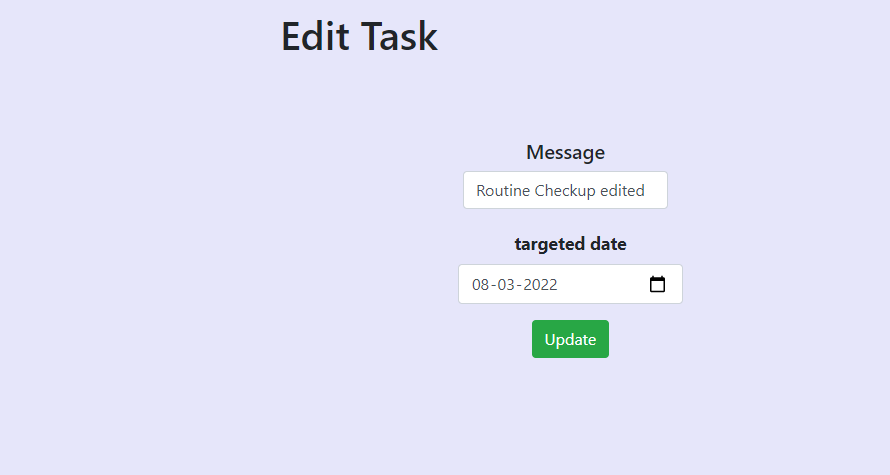 Edit Task
Message
Routine Checkup edited
targeted date
08-03-2022
Update